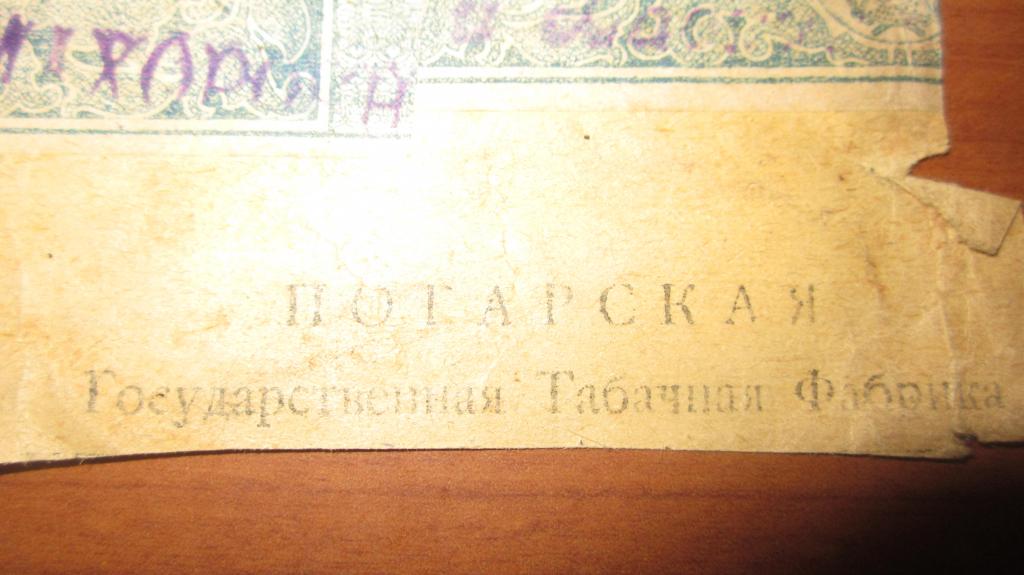 ПОГАРСКАЯ
Государственная Табачная Фабрика